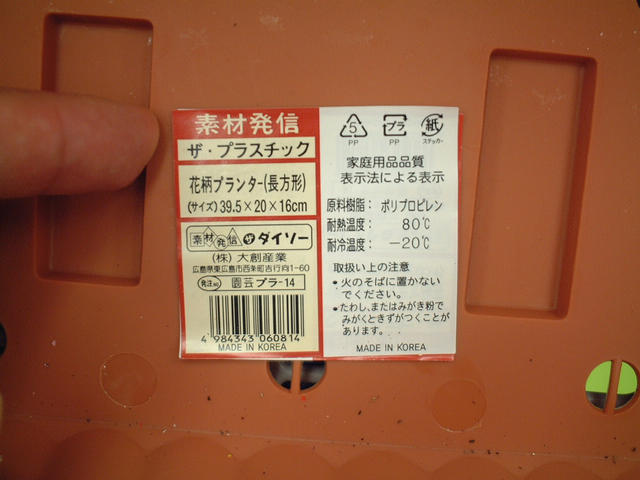 素材発信
ザ・プラスチック
花柄プランター(長方形)
(サイズ)39.5×20×16cm
素材発信 ザ ダイソー
(株)大創産業
広島県東広島市西条町吉行向1-60
発注NO 園芸プラ-14
4 984343 060814
MADE IN KOREA
5 プラ 紙
PP PP ステッカー
家庭用品品質
表示法による表示
原料樹脂: ポリプロピレン
耐熱温度: 80℃
耐冷温度: -20℃
取扱い上の注意
●火のそばに置かない
でください。
●たわし、またはみがき粉で
みがくときずがつくことが
あります。
MADE IN KOREA